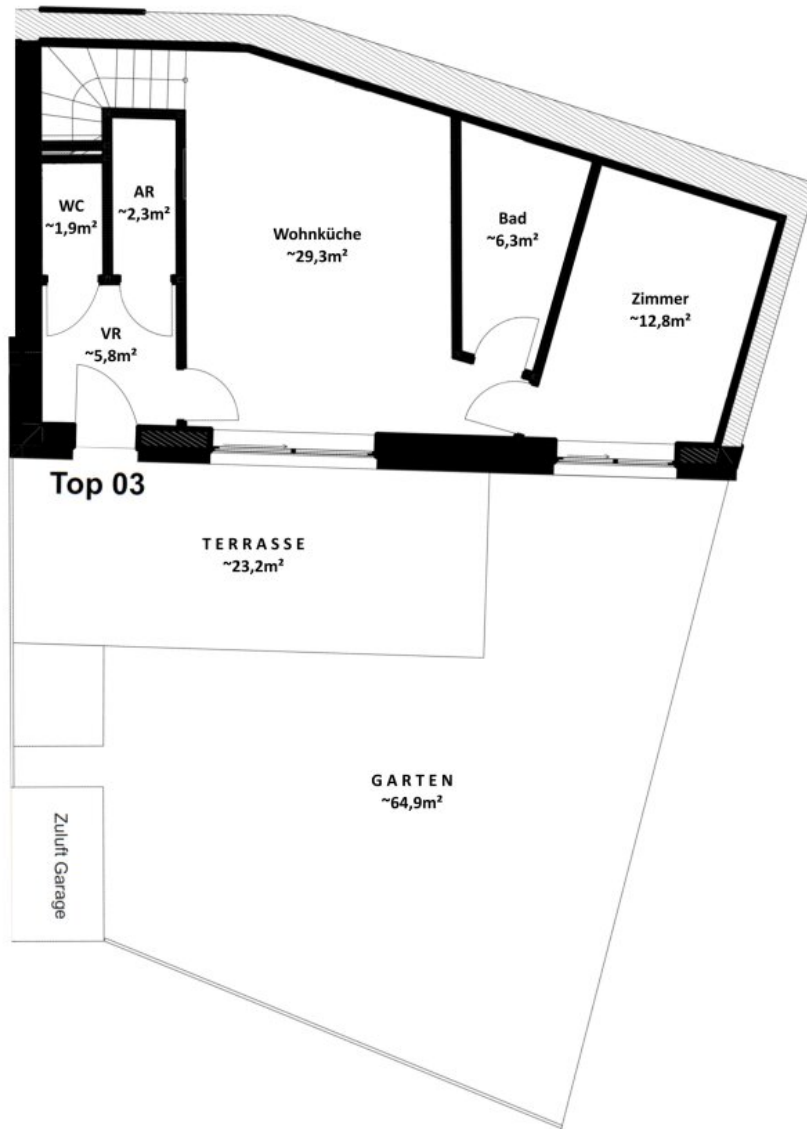 WC
~1,9m²
AR
~2,3m²
Wohnküche
~29,3m²
Bad
~6,3m²
Zimmer
~12,8m²
VR
~5,8m²
Top 03
TERRASSE
~23,2m²
GARTEN
~64,9m²
Zuluft Garage